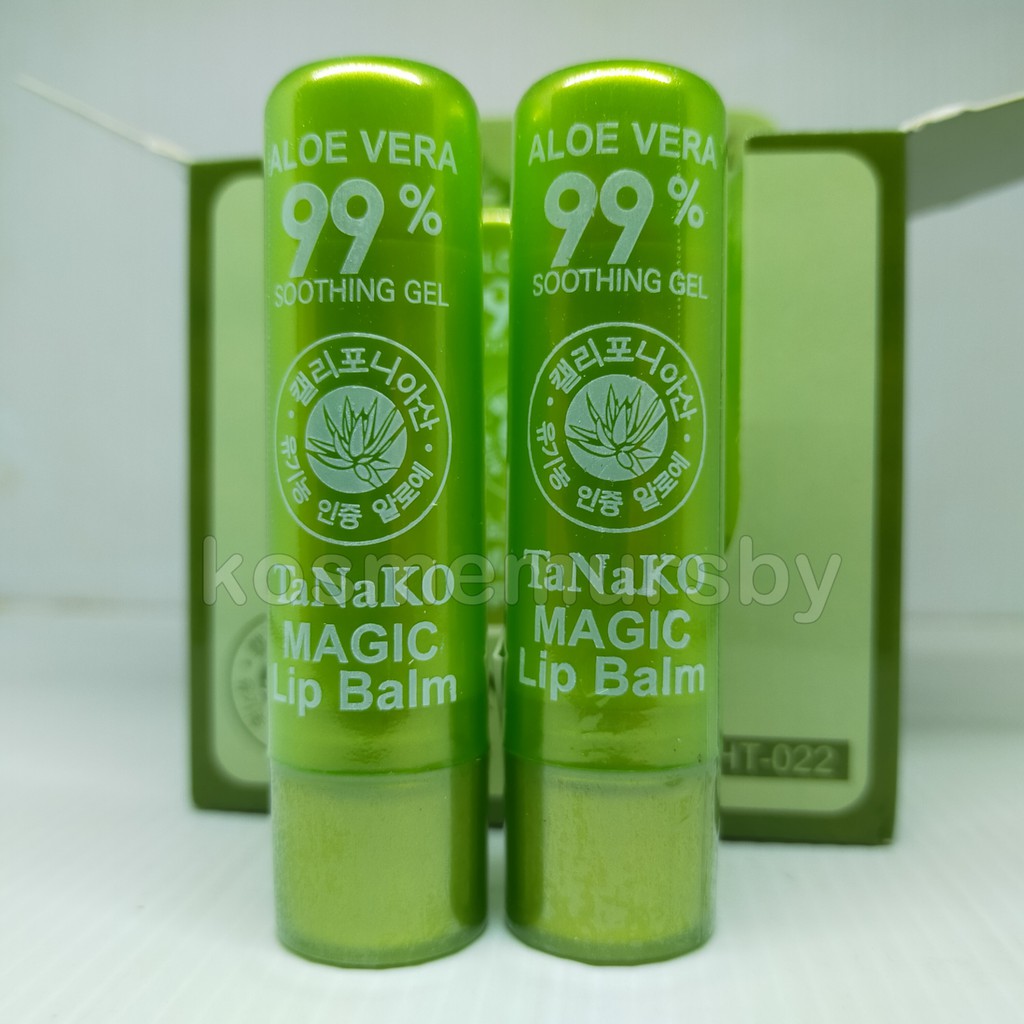 ALOE VERA
99%
SOOTHING GEL
캘리포니아산
유기농 인증 알로에
TaNaKO
MAGIC
Lip Balm
ALOE VERA
99%
SOOTHING GEL
캘리포니아산
유기농 인증 알로에
TaNaKO
MAGIC
Lip Balm
HT-022